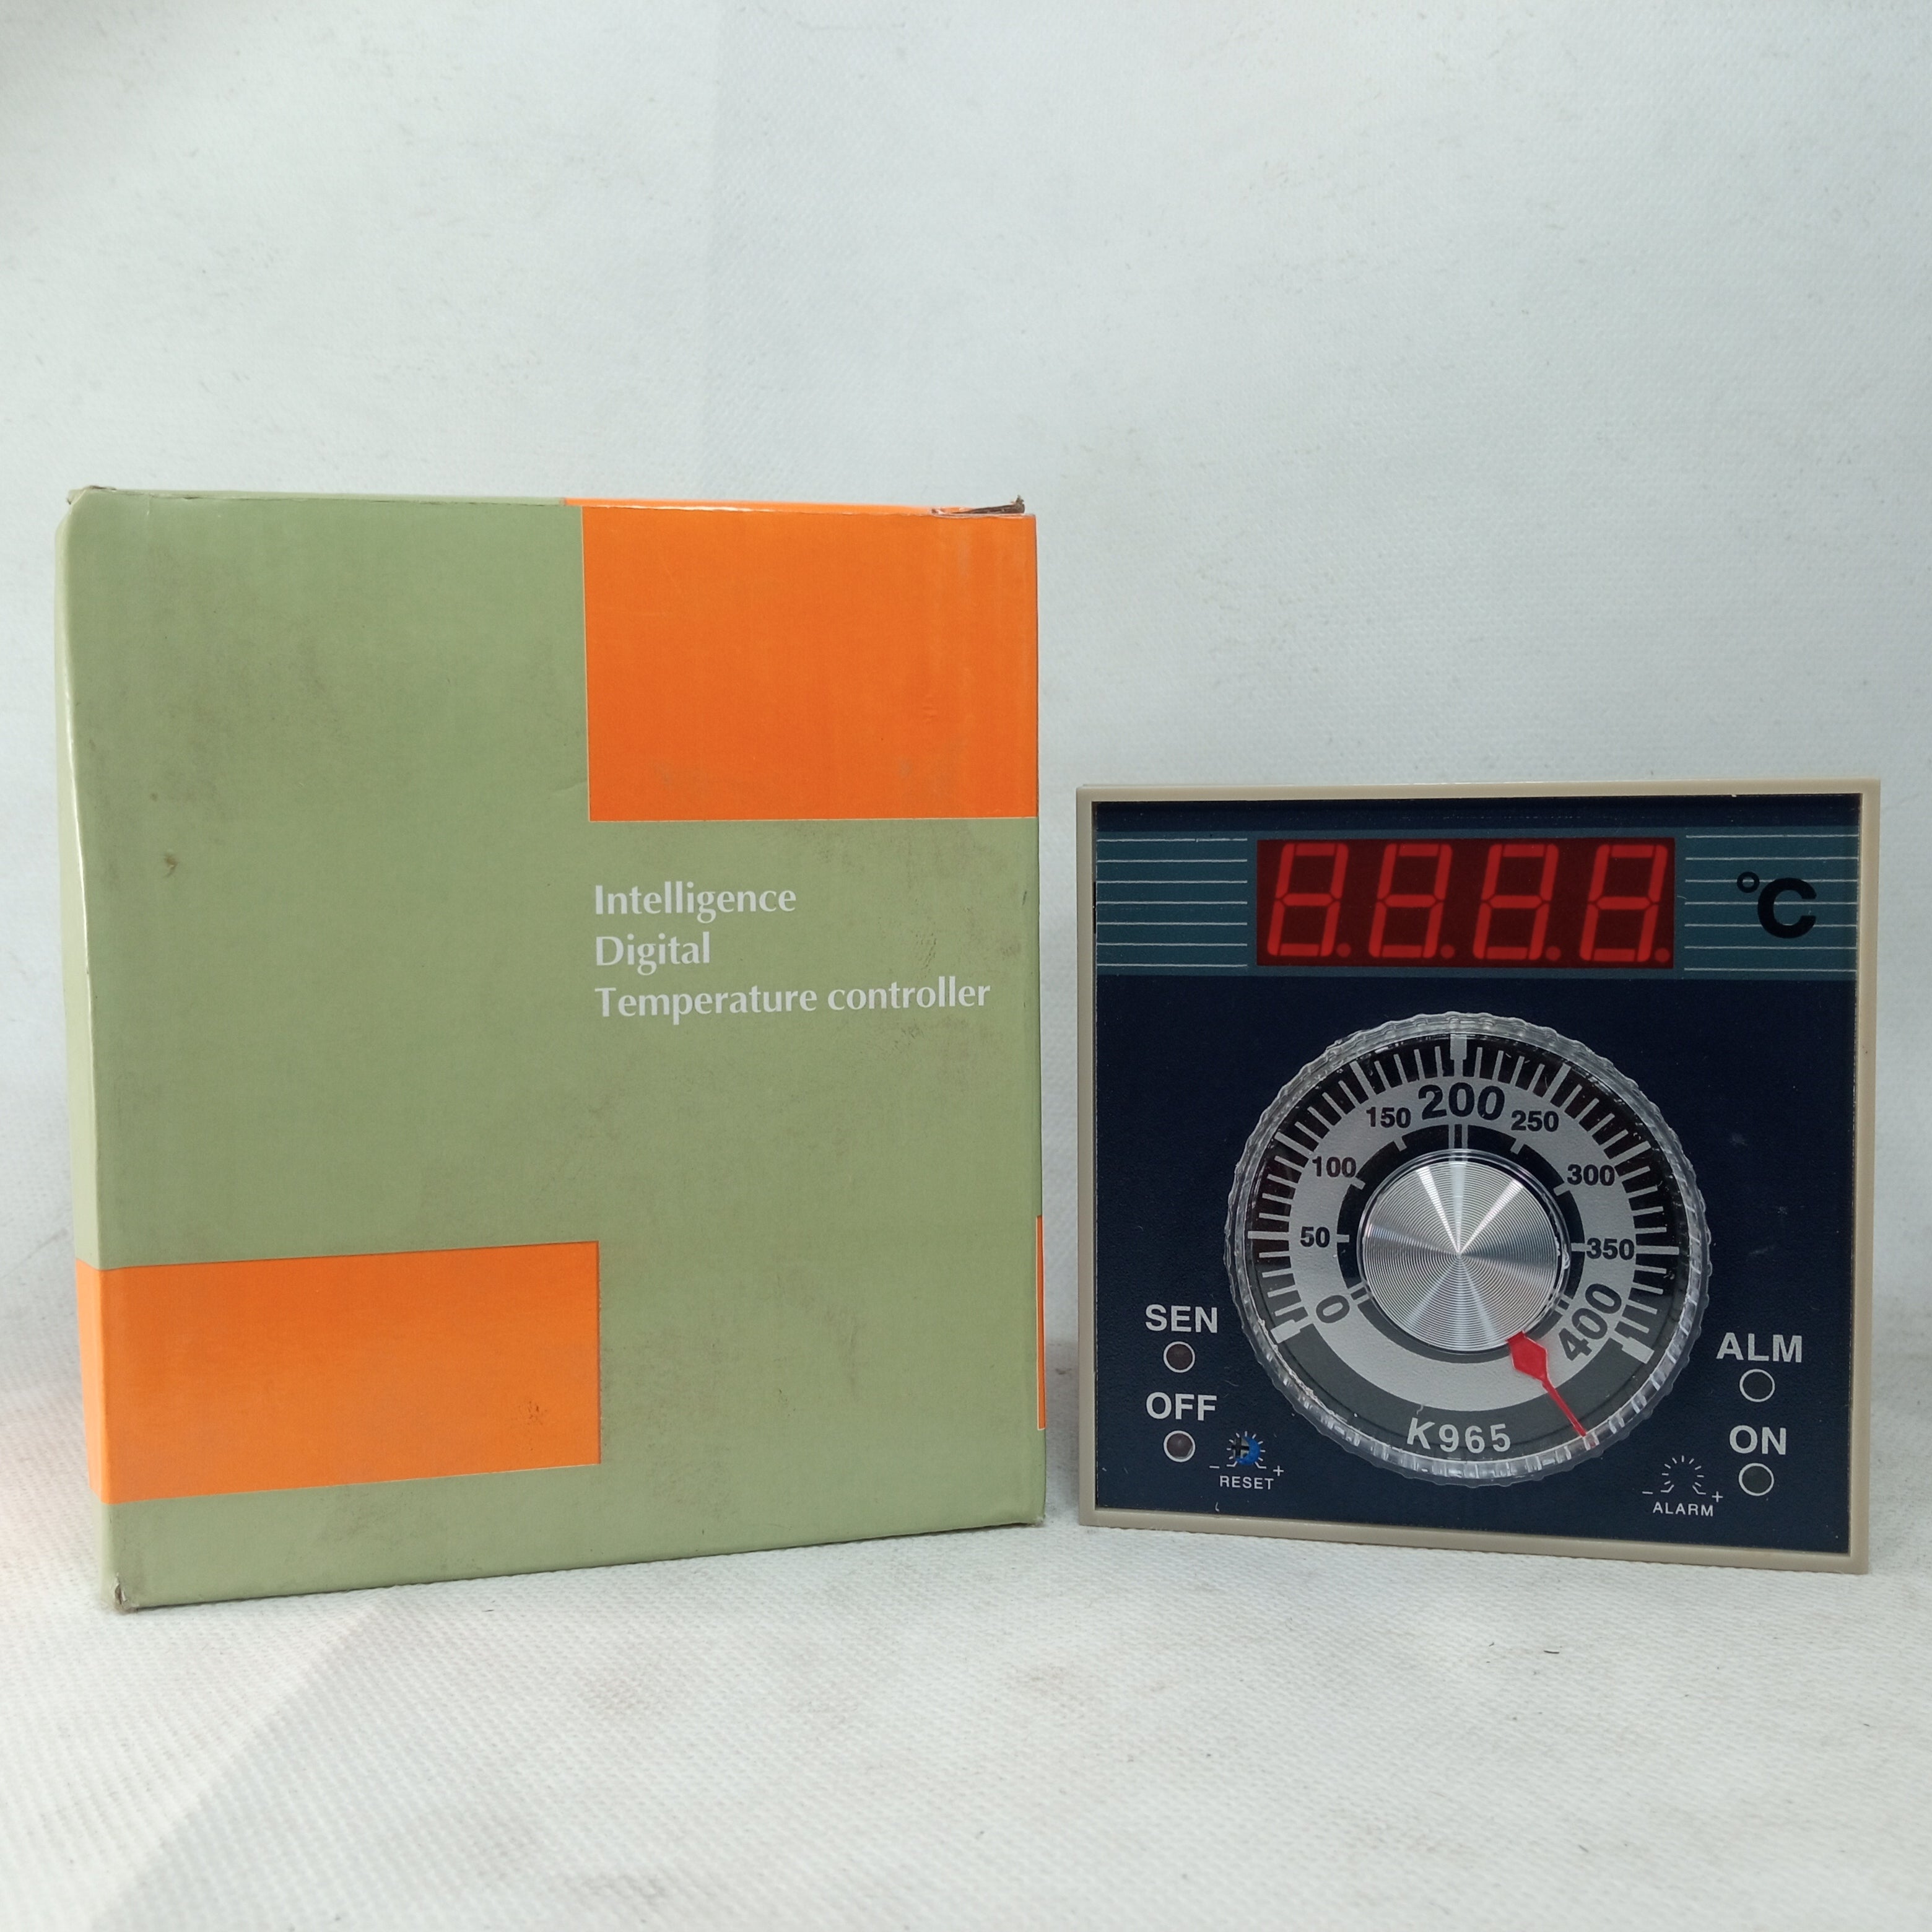 Intelligence
Digital
Temperature controller
°C
0 50 100 150 200 250 300 350 400
K965
SEN
OFF
- +
RESET
ALM
ON
- +
ALARM